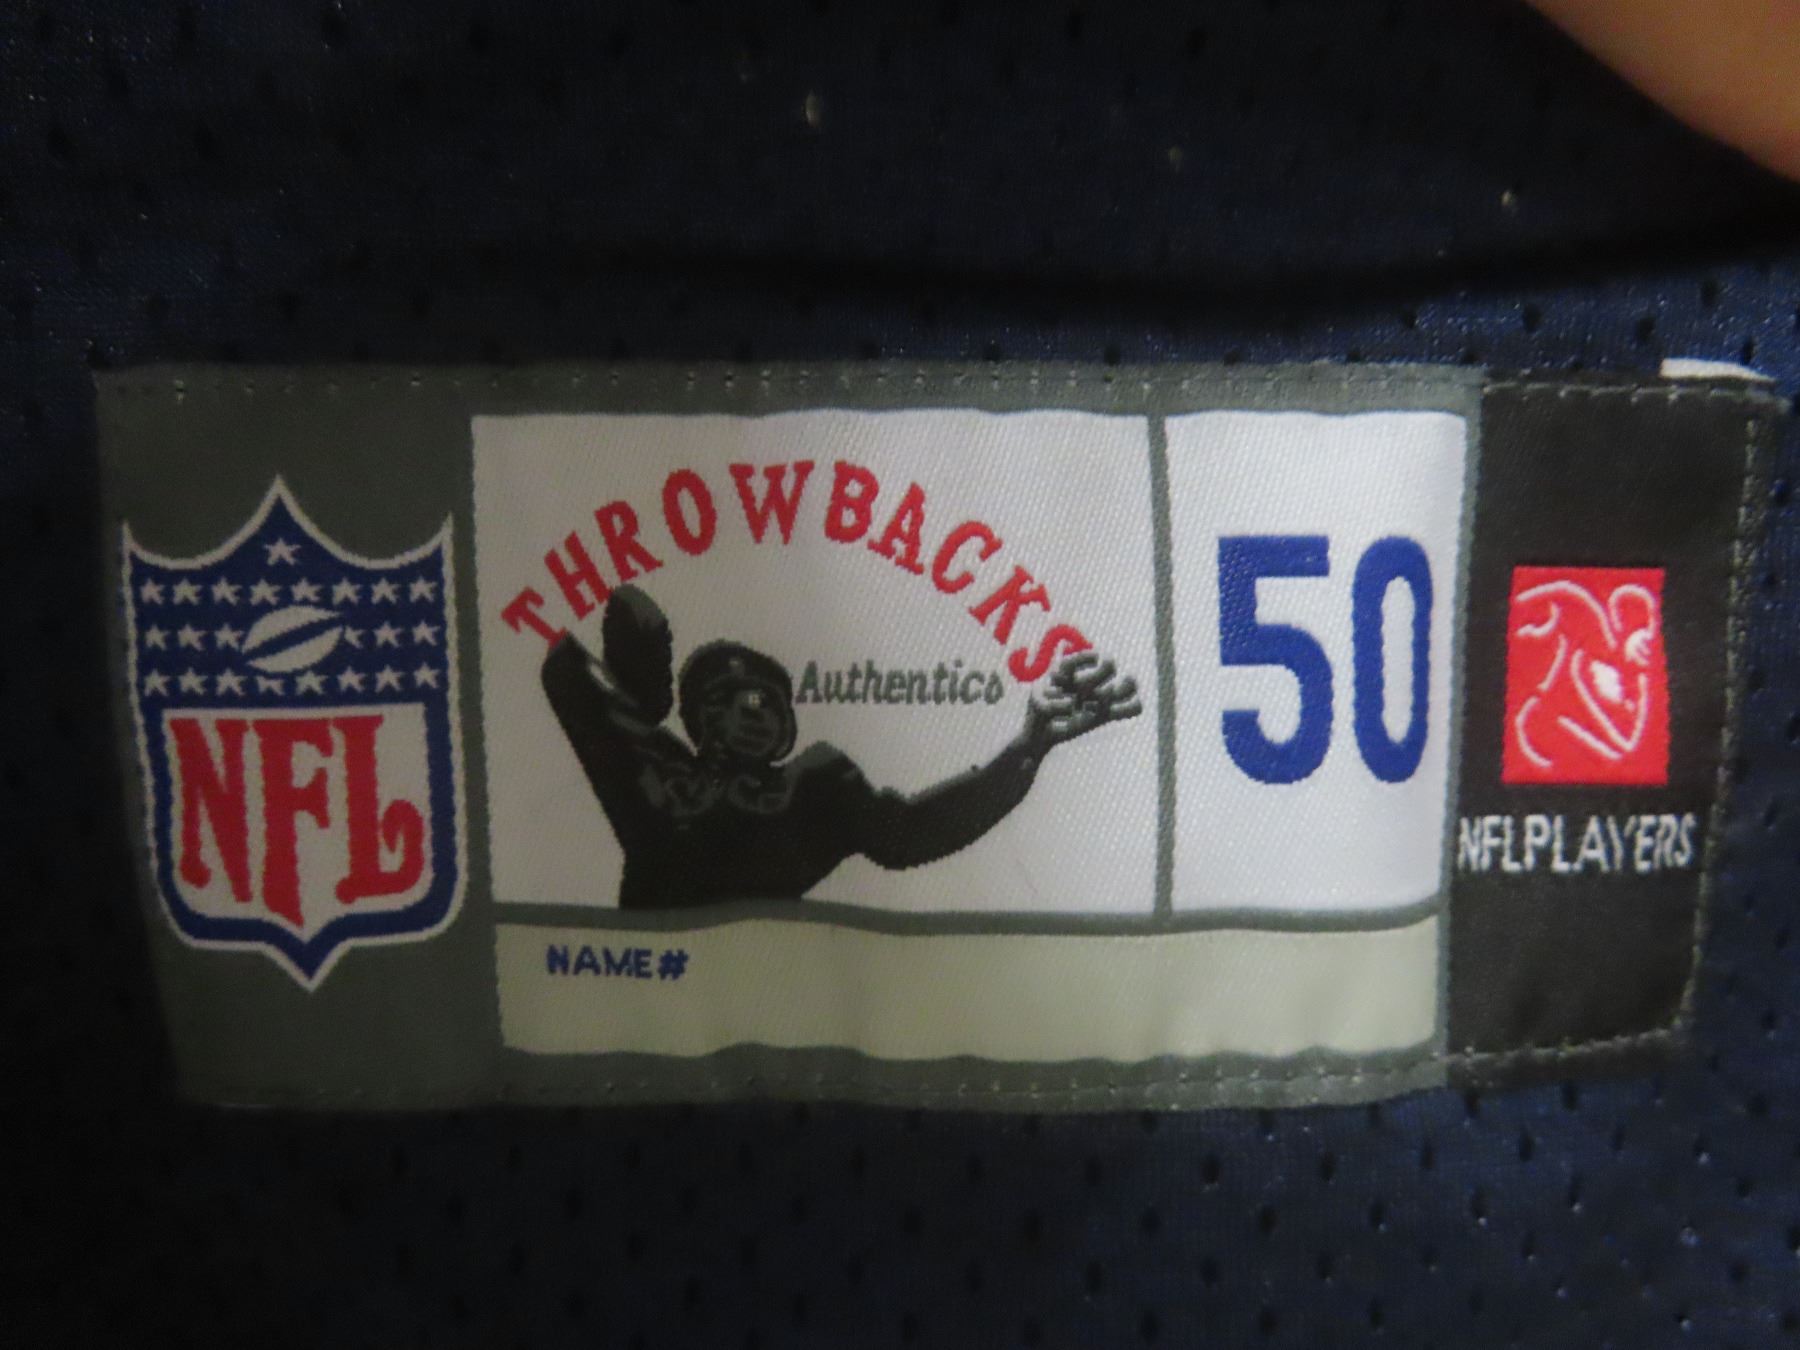 NFL
THROWBACKS
Authentics
50
NFLPLAYERS
NAME#